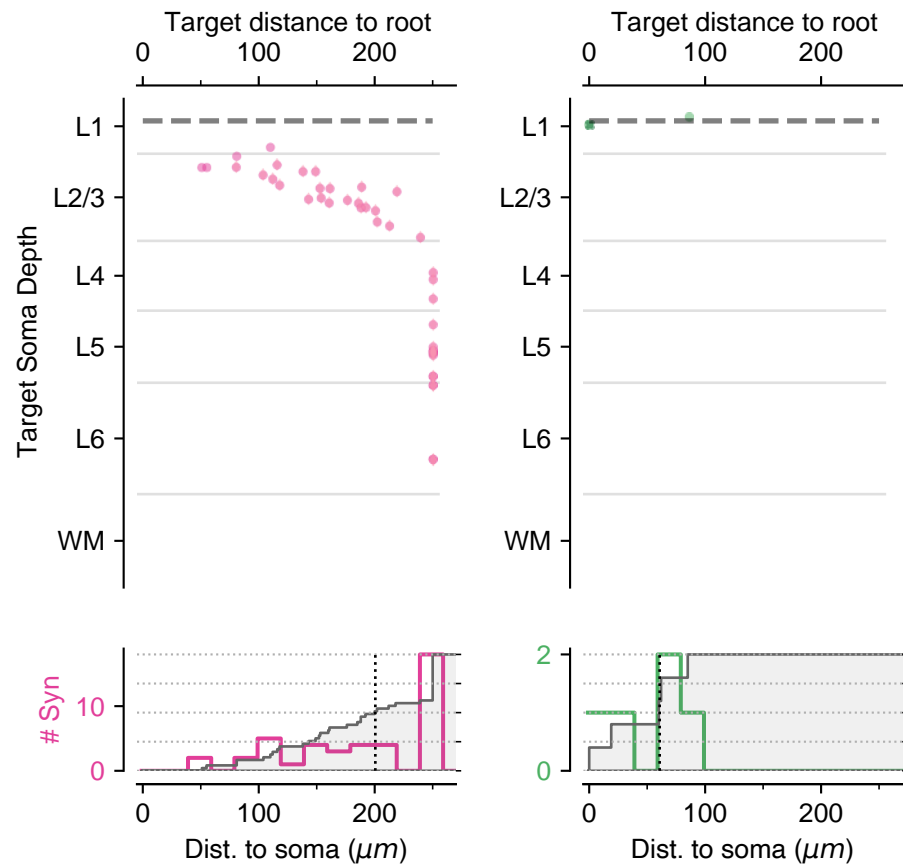 Target distance to root
Target distance to root
0 100 200
0 100 200
Target Soma Depth
L1
L2/3
L4
L5
L6
WM
L1
L2/3
L4
L5
L6
WM
# Syn
10
0
2
0
0 100 200
0 100 200
Dist. to soma (μm)
Dist. to soma (μm)